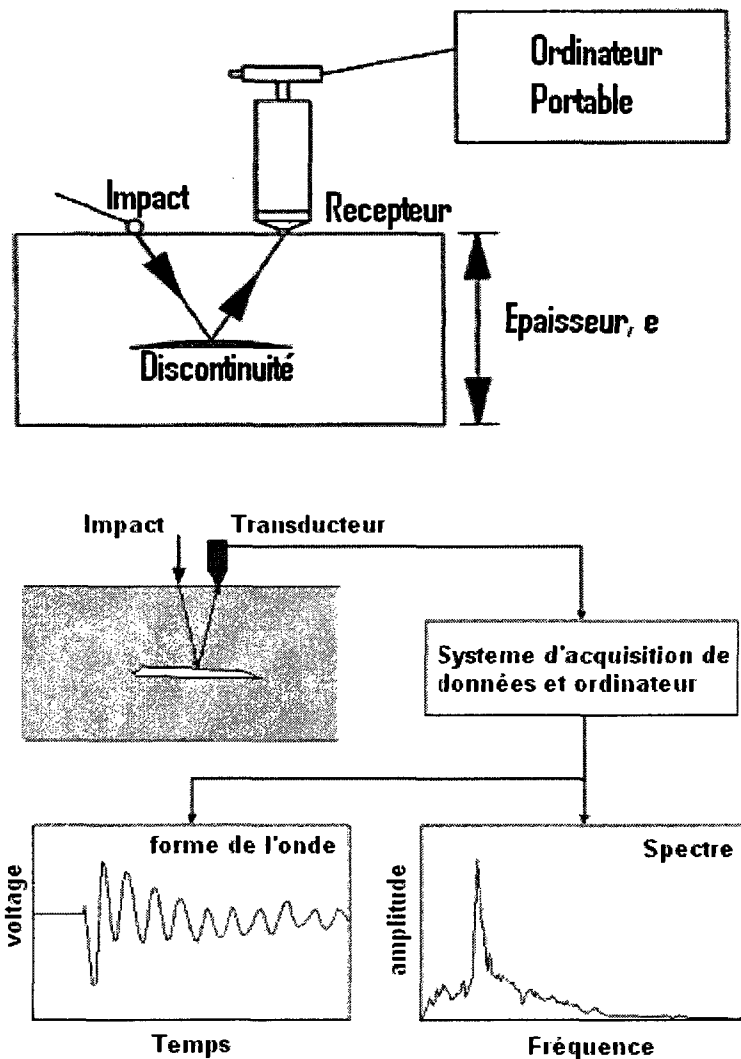 Ordinateur
Portable
Impact
Recepteur
Epaisseur, e
Discontinuité
Impact
Transducteur
Systeme d'acquisition de
données et ordinateur
forme de l'onde
voltage
Temps
Spectre
amplitude
Fréquence